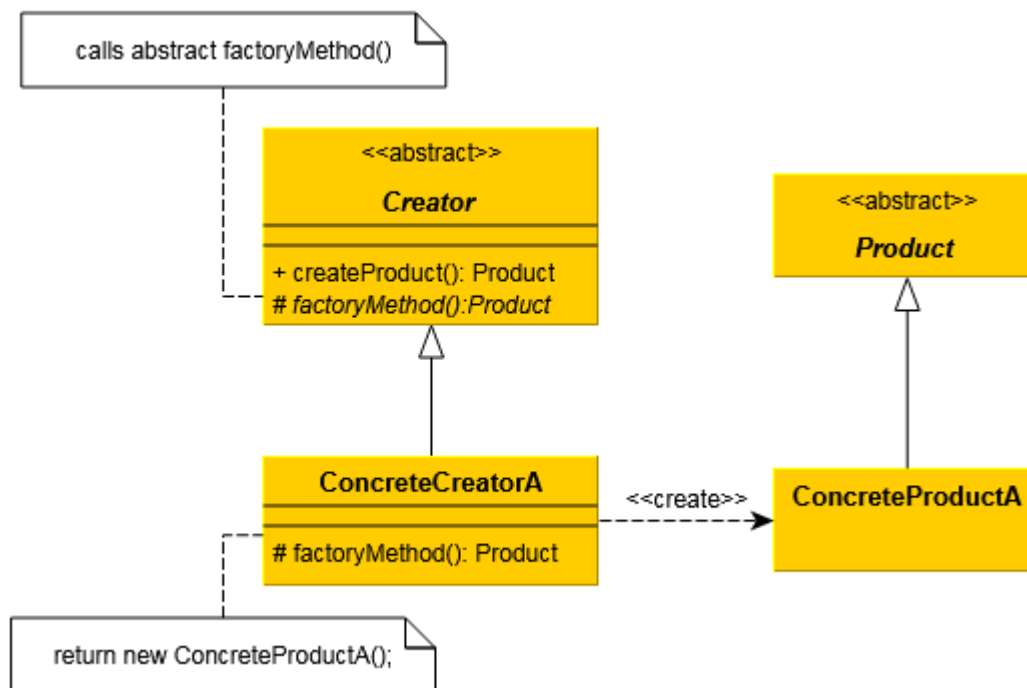 calls abstract factoryMethod()
<<abstract>>
Creator
+ createProduct(): Product
# factoryMethod():Product
<<abstract>>
Product
ConcreteCreatorA
# factoryMethod(): Product
<<create>>
ConcreteProductA
return new ConcreteProductA();